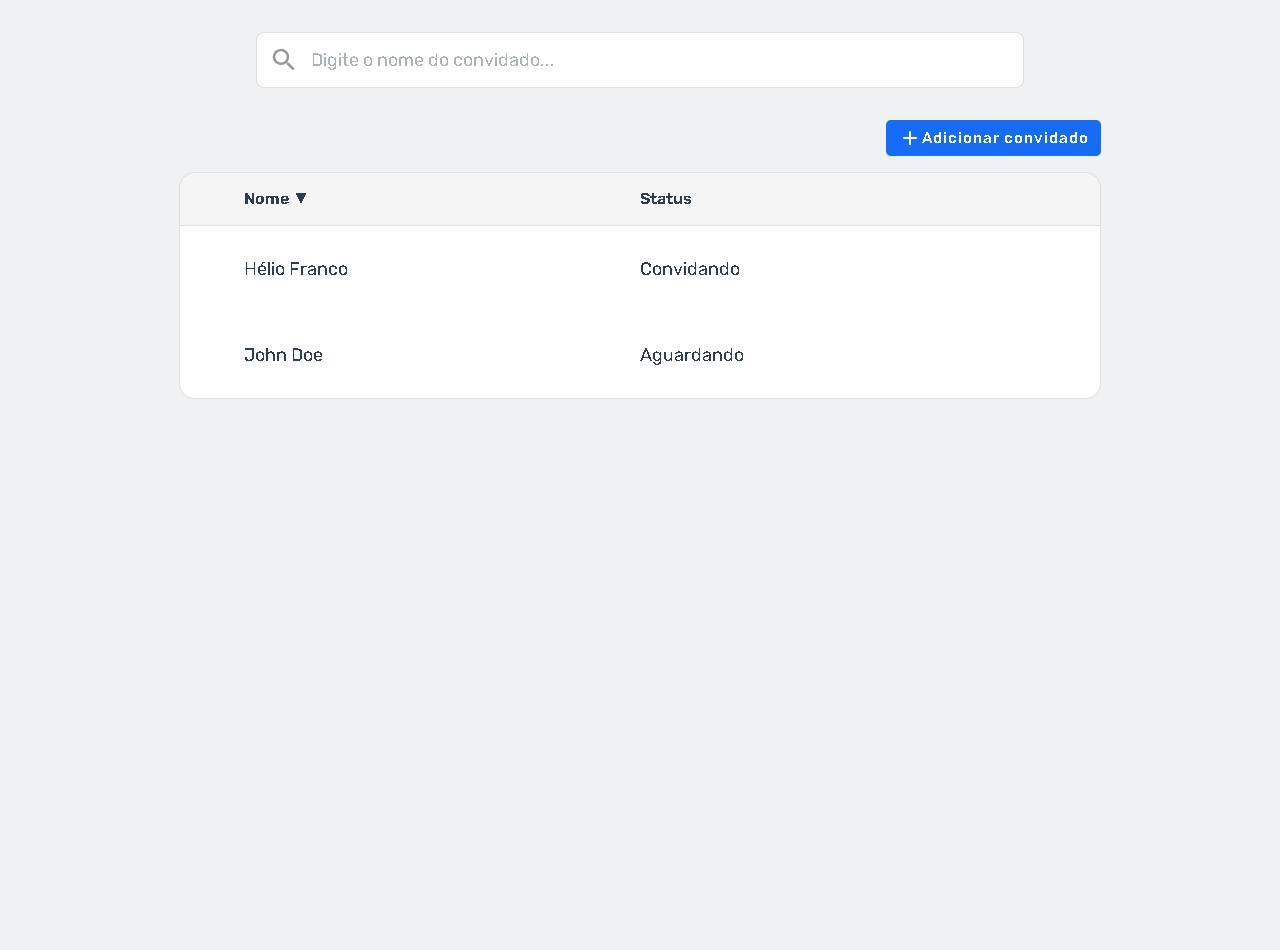 Digite o nome do convidado...
Adicionar convidado
Nome ▼ Status
Hélio Franco Convidando
John Doe Aguardando